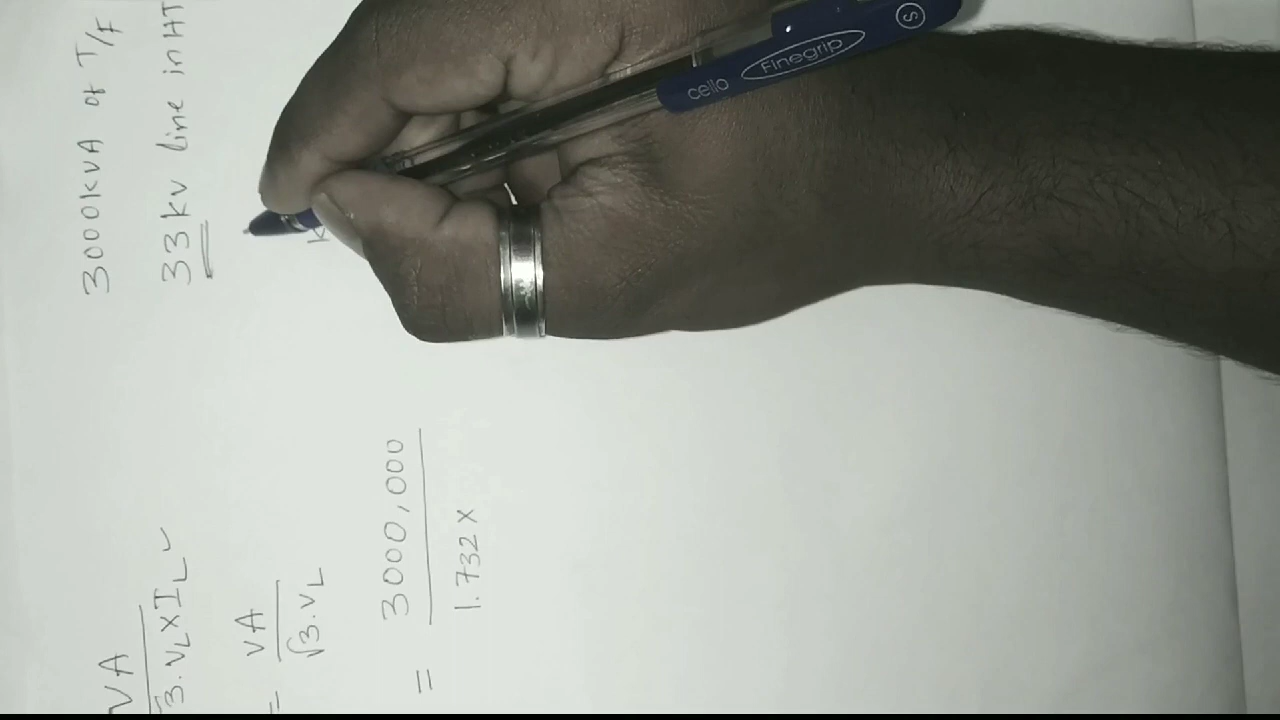 3000KVA of T/F
33kv line in HT
K
VA
√3.VL×IL ✓
= VA
√3.VL
= 3000,000
1.732 ×
cello Finegrip S